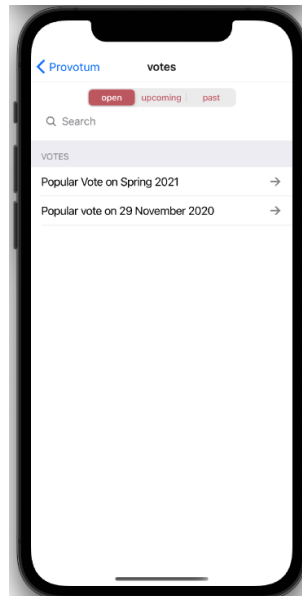 Provotum votes
open upcoming past
Search
VOTES
Popular Vote on Spring 2021
Popular vote on 29 November 2020